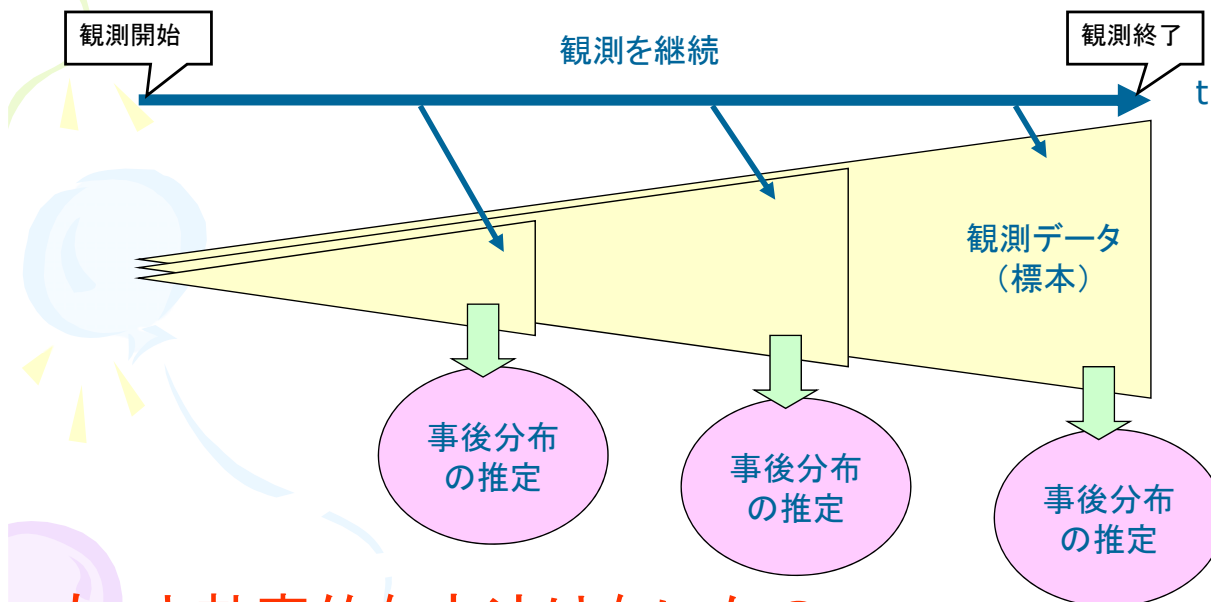 観測開始
観測を継続
観測終了
t
観測データ
（標本）
事後分布
の推定
事後分布
の推定
事後分布
の推定